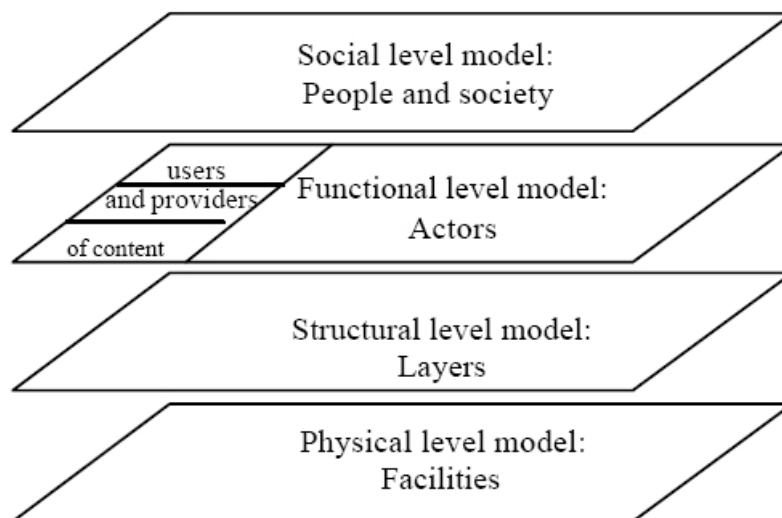 Social level model:
People and society
users
and providers
of content
Functional level model:
Actors
Structural level model:
Layers
Physical level model:
Facilities